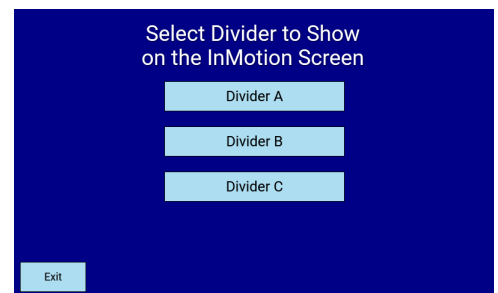 Select Divider to Show
on the InMotion Screen
Divider A
Divider B
Divider C
Exit